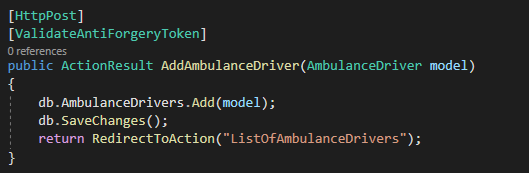 [HttpPost]
[ValidateAntiForgeryToken]
0 references
public ActionResult AddAmbulanceDriver(AmbulanceDriver model)
{
    db.AmbulanceDrivers.Add(model);
    db.SaveChanges();
    return RedirectToAction("ListOfAmbulanceDrivers");
}